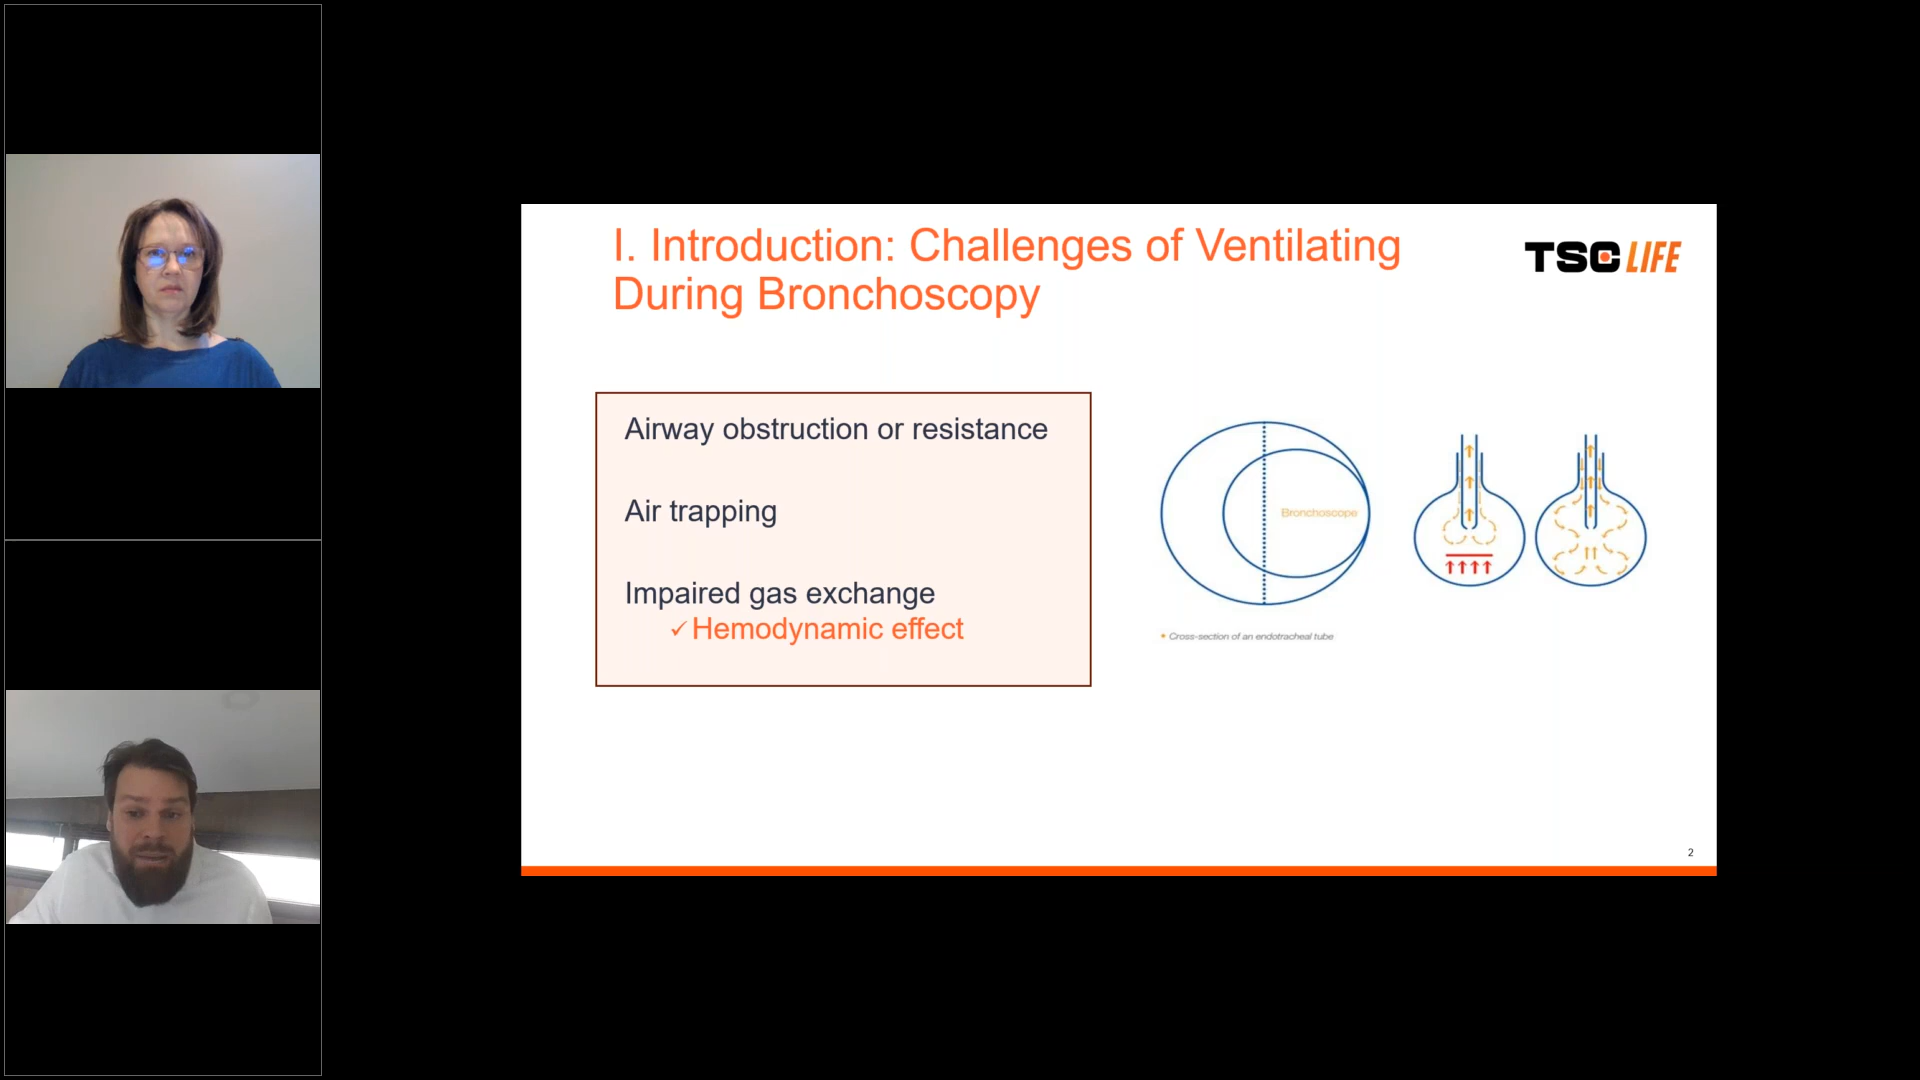 I. Introduction: Challenges of Ventilating
During Bronchoscopy
TSC LIFE
Airway obstruction or resistance
Air trapping
Impaired gas exchange
✓Hemodynamic effect
Bronchoscope
* Cross-section of an endotracheal tube
2